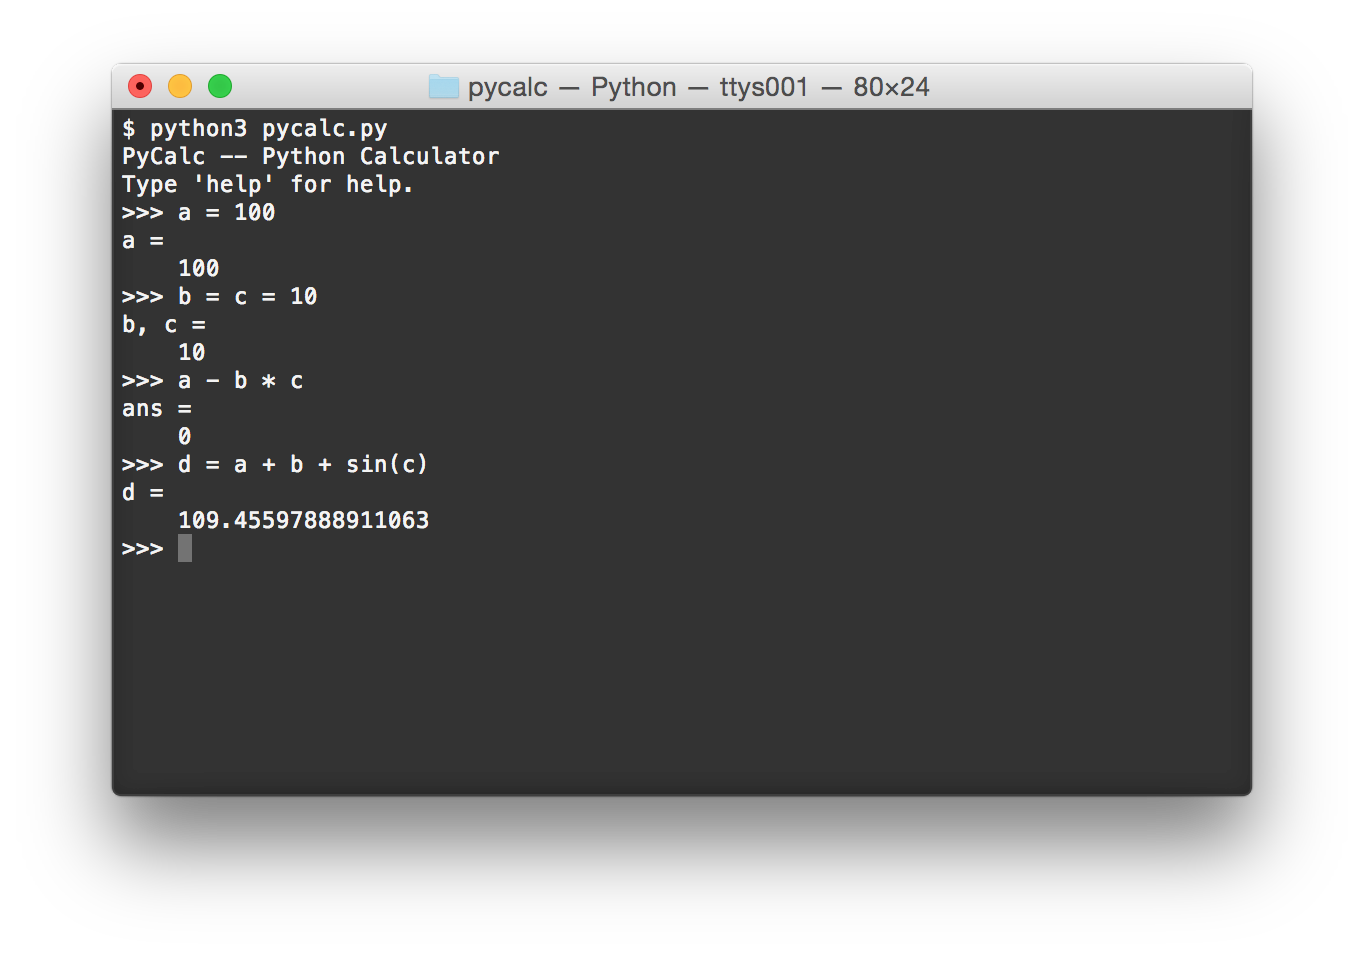 pycalc — Python — ttys001 — 80×24
$ python3 pycalc.py
PyCalc -- Python Calculator
Type 'help' for help.
>>> a = 100
a =
    100
>>> b = c = 10
b, c =
    10
>>> a - b * c
ans =
    0
>>> d = a + b + sin(c)
d =
    109.45597888911063
>>>